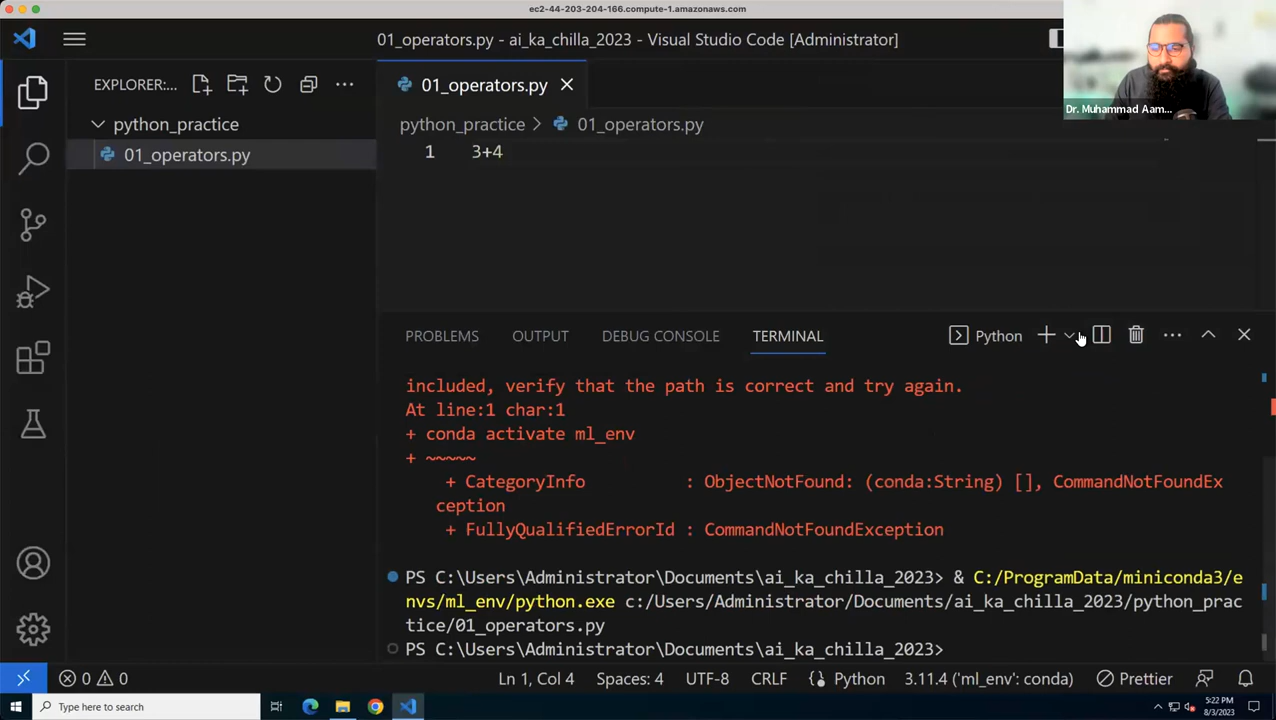 ec2-44-203-204-166.compute-1.amazonaws.com
01_operators.py - ai_ka_chilla_2023 - Visual Studio Code [Administrator]
Dr. Muhammad Aam...
EXPLORER:...
01_operators.py
python_practice
01_operators.py
python_practice > 01_operators.py
1 3+4
PROBLEMS OUTPUT DEBUG CONSOLE TERMINAL
Python
included, verify that the path is correct and try again.
At line:1 char:1
+ conda activate ml_env
+ ~~~~~
+ CategoryInfo : ObjectNotFound: (conda:String) [], CommandNotFoundEx
ception
+ FullyQualifiedErrorId : CommandNotFoundException
PS C:\Users\Administrator\Documents\ai_ka_chilla_2023> & C:/ProgramData/miniconda3/e
nvs/ml_env/python.exe c:/Users/Administrator/Documents/ai_ka_chilla_2023/python_prac
tice/01_operators.py
PS C:\Users\Administrator\Documents\ai_ka_chilla_2023>
0 0 Ln 1, Col 4 Spaces: 4 UTF-8 CRLF Python 3.11.4 ('ml_env': conda) Prettier
Type here to search
5:22 PM
8/3/2023